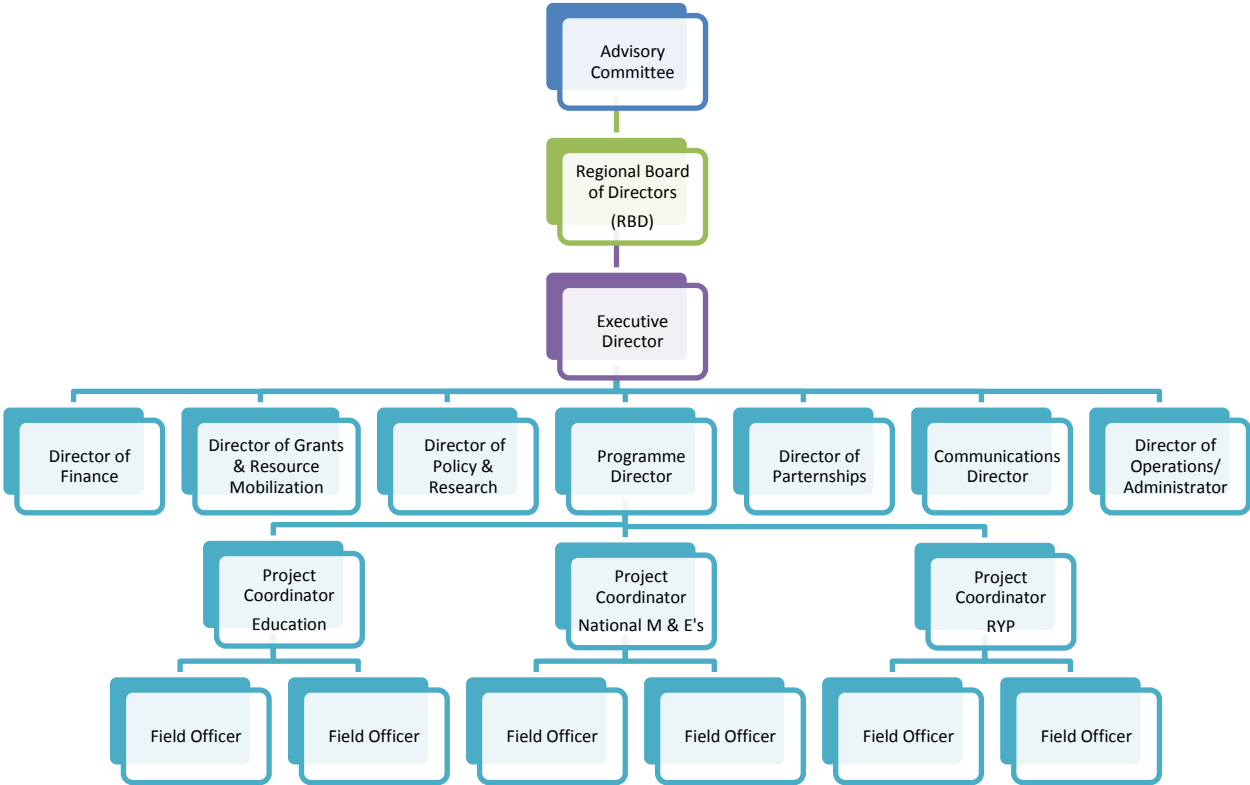 Advisory
Committee
Regional Board
of Directors
(RBD)
Executive
Director
Director of
Finance
Director of Grants
& Resource
Mobilization
Director of
Policy &
Research
Programme
Director
Director of
Parternships
Communications
Director
Director of
Operations/
Administrator
Project
Coordinator
Education
Project
Coordinator
National M & E's
Project
Coordinator
RYP
Field Officer
Field Officer
Field Officer
Field Officer
Field Officer
Field Officer